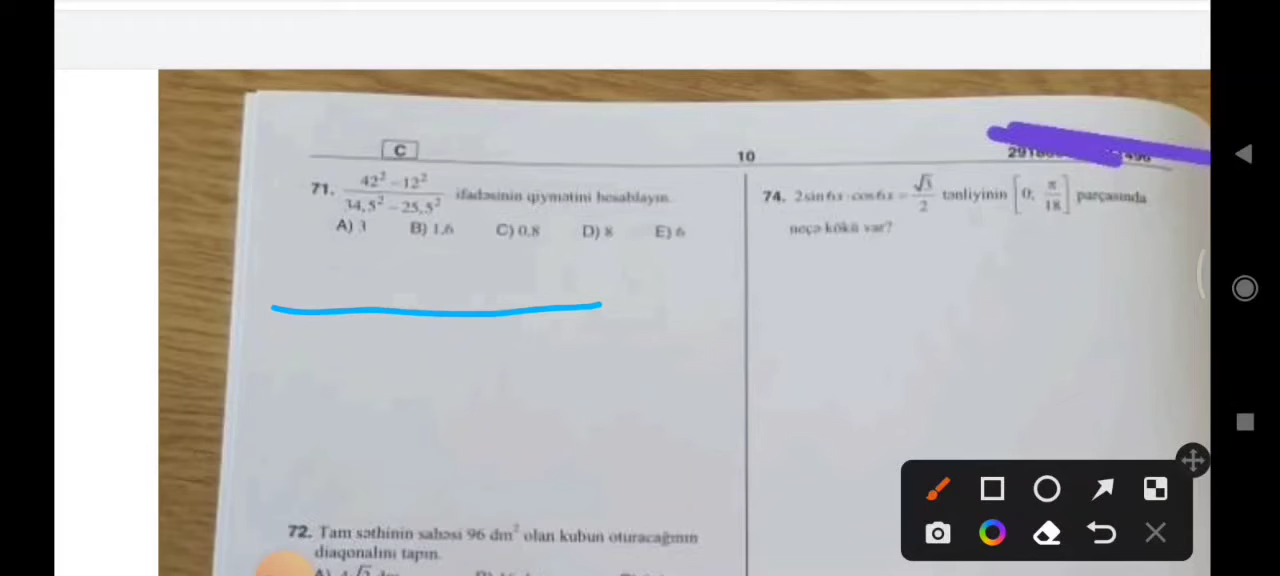 C
10
71. 42² − 12² / 34,5² − 25,5² ifadəsinin qiymətini hesablayın.
A) 3 B) 1,6 C) 0,8 D) 8 E) 6
74. 2sin6x · cos6x = √3/2 tənliyinin [0; π/18] parçasında
neçə kökü var?
72. Tam səthinin sahəsi 96 dm² olan kubun oturacağının
diaqonalını tapın.